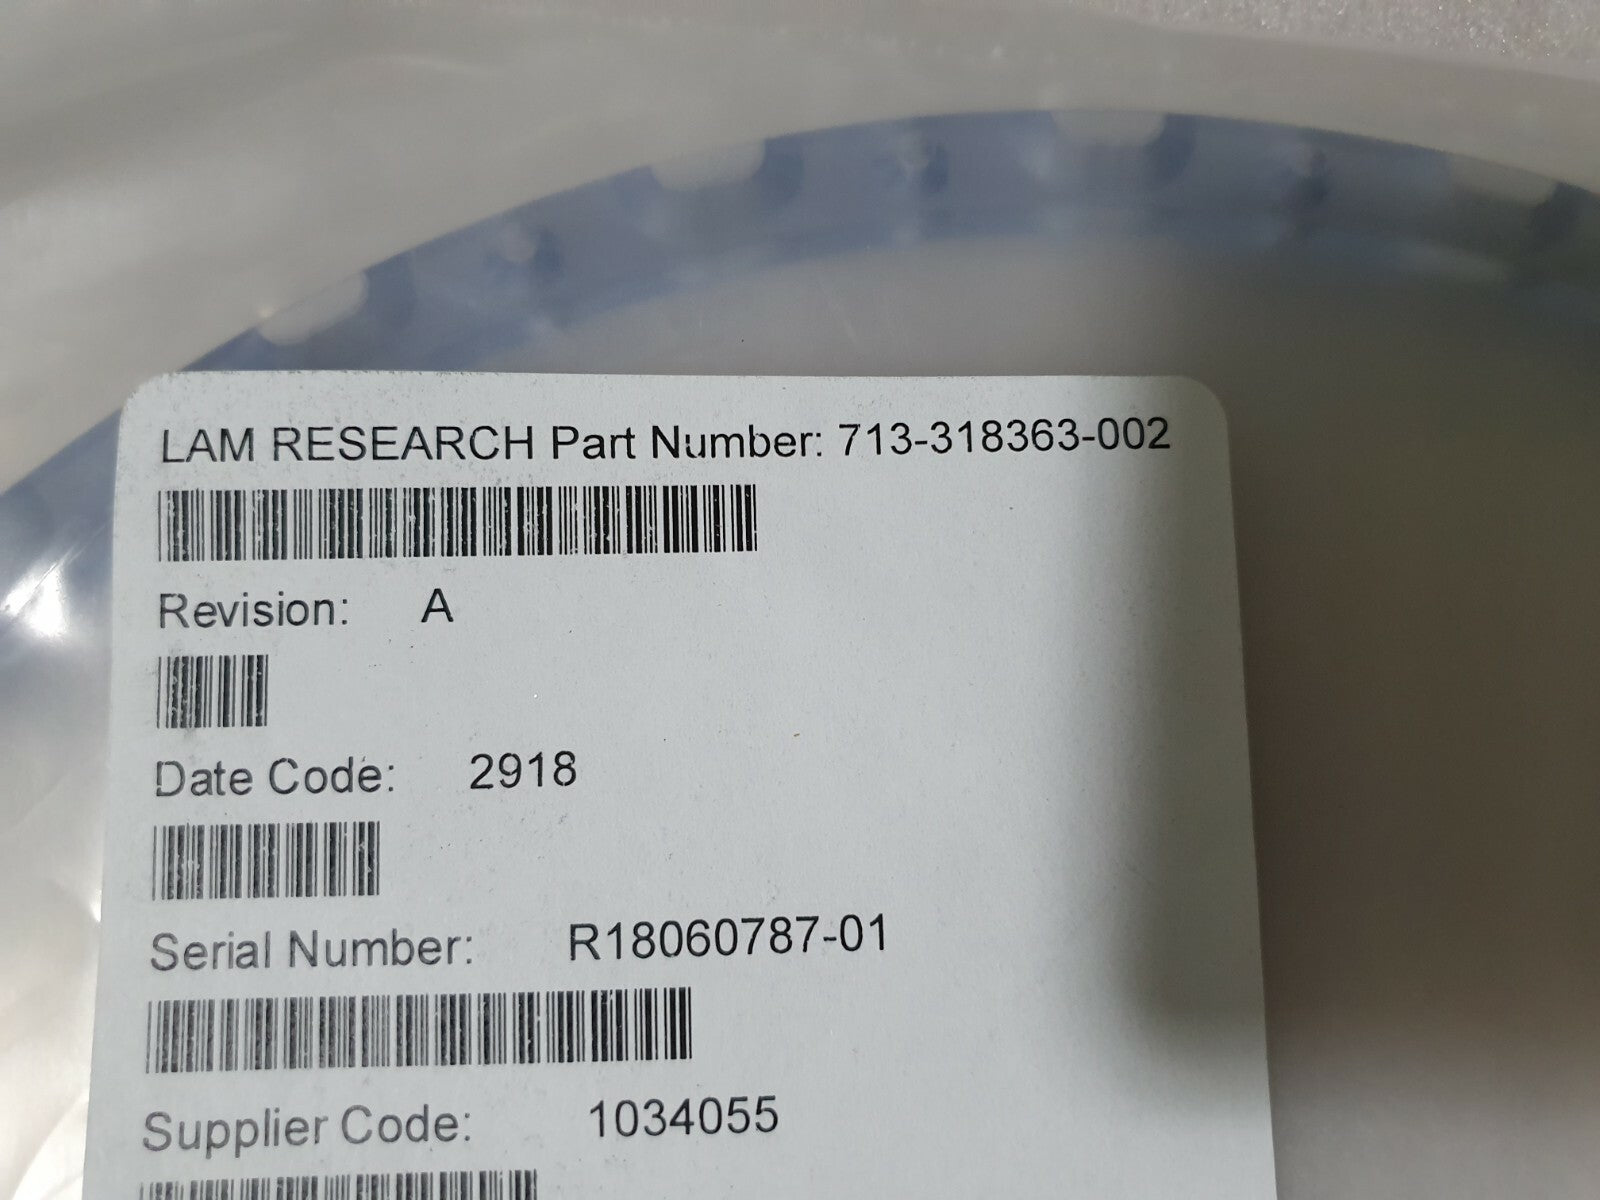 LAM RESEARCH Part Number: 713-318363-002
Revision: A
Date Code: 2918
Serial Number: R18060787-01
Supplier Code: 1034055